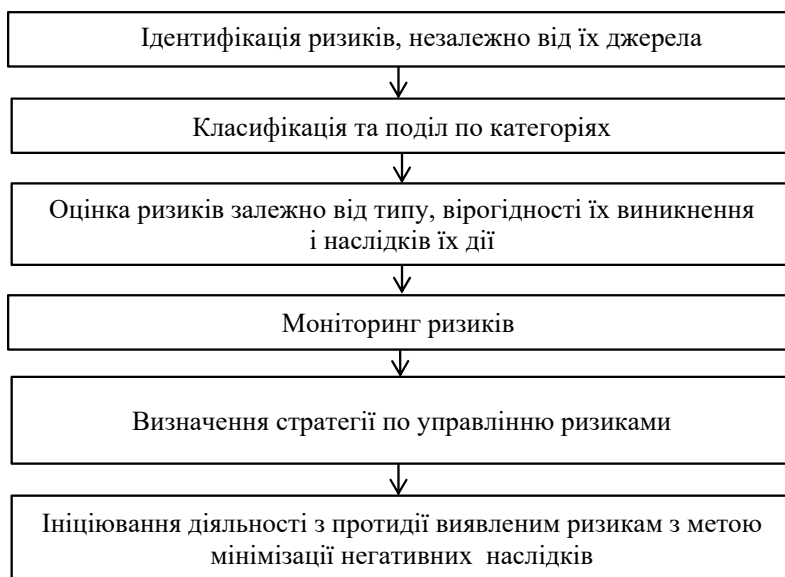 Ідентифікація ризиків, незалежно від їх джерела
Класифікація та поділ по категоріях
Оцінка ризиків залежно від типу, вірогідності їх виникнення
і наслідків їх дії
Моніторинг ризиків
Визначення стратегії по управлінню ризиками
Ініціювання діяльності з протидії виявленим ризикам з метою
мінімізації негативних  наслідків